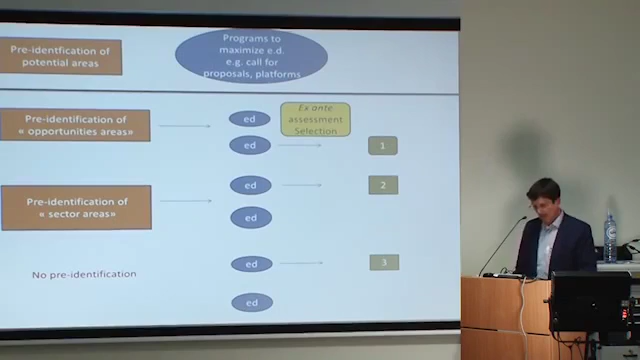 Pre-identfication of
potential areas
Programs to
maximize e.d.
e.g. call for
proposals, platforms
Pre-identification of
« opportunities areas»
ed
Ex ante
assessment
Selection
ed
1
Pre-identification of
« sector areas»
ed
2
ed
No pre-identification
ed
3
ed